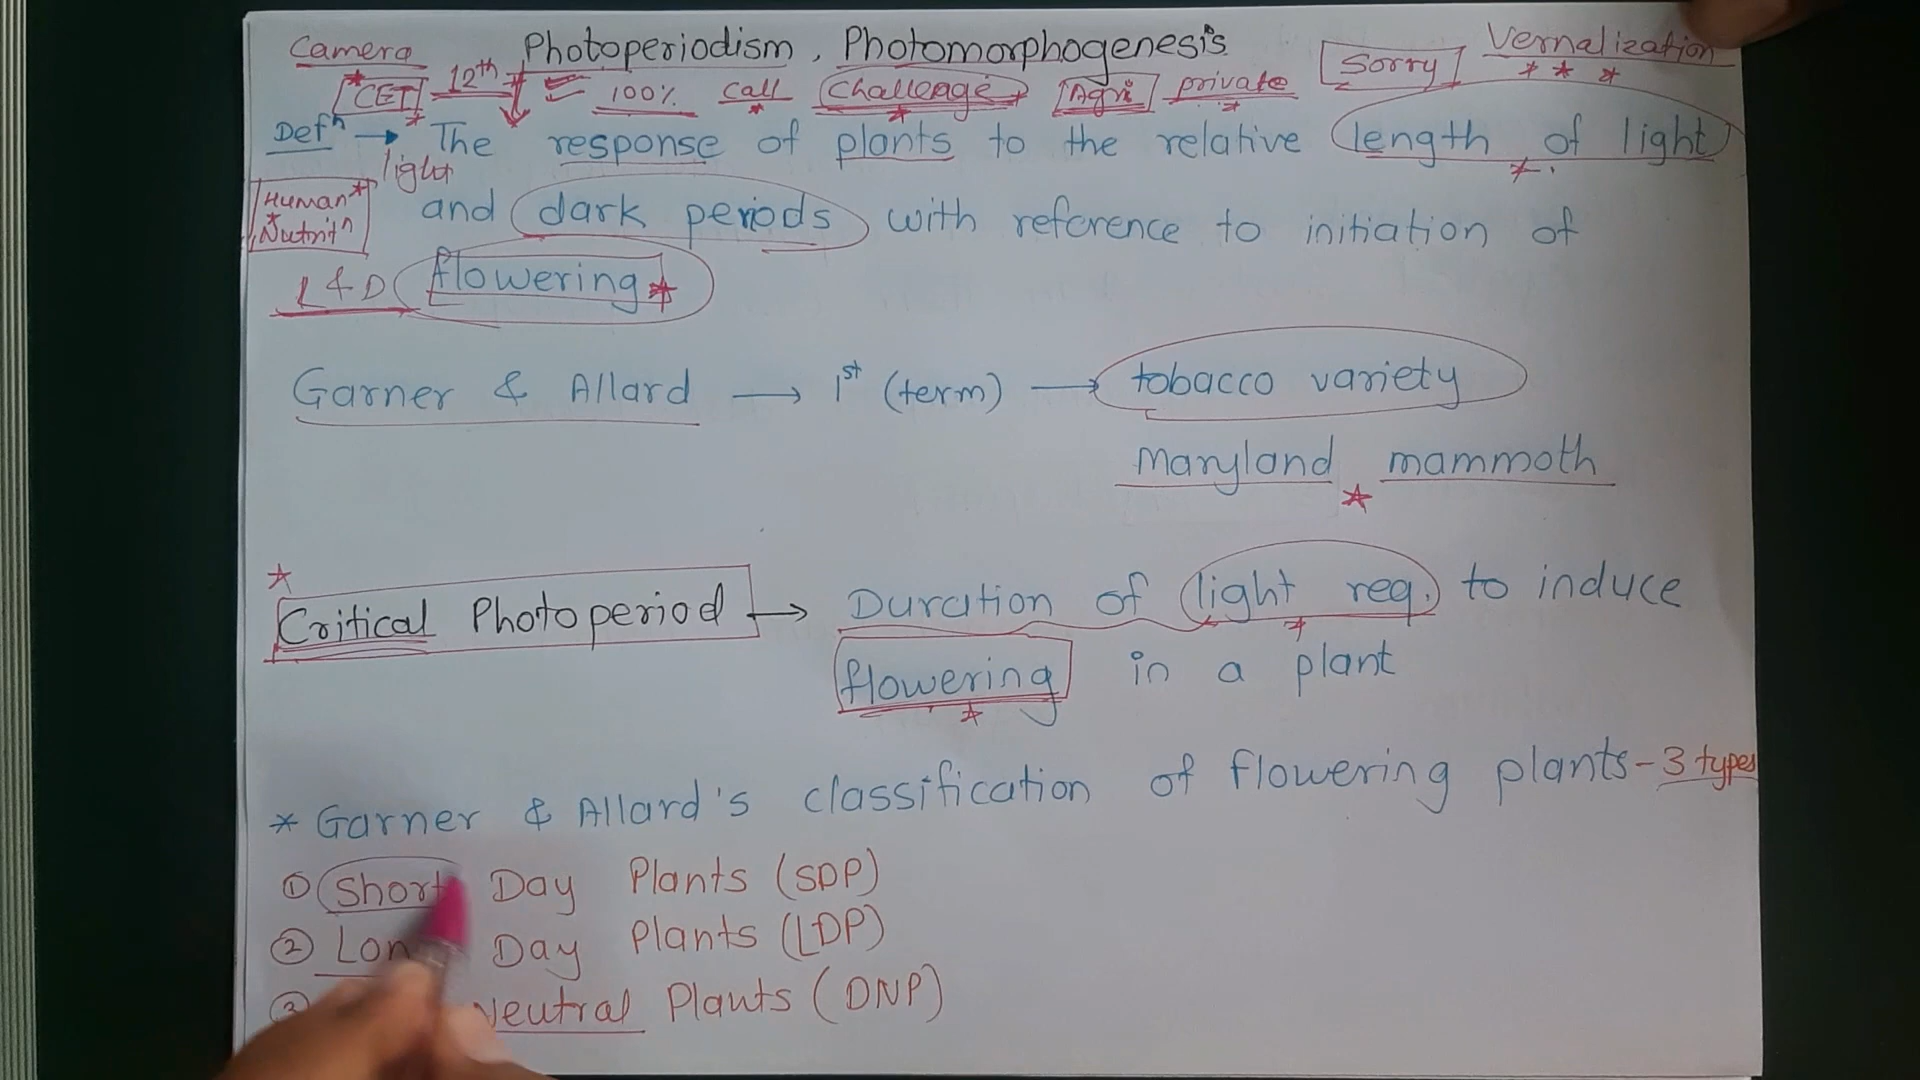 Camera Photoperiodism, Photomorphogenesis Vernalization
CET 12th 100% call Challenge Agri private Sorry
Defⁿ → The response of plants to the relative length of light
light
Human and dark periods with reference to initiation of
Nutritⁿ
L & D flowering
Garner & Allard → 1st (term) → tobacco variety
Maryland mammoth
Critical Photoperiod → Duration of light req. to induce
flowering in a plant
* Garner & Allard's classification of flowering plants - 3 types
① Short Day Plants (SDP)
② Lon Day Plants (LDP)
③ Neutral Plants (DNP)